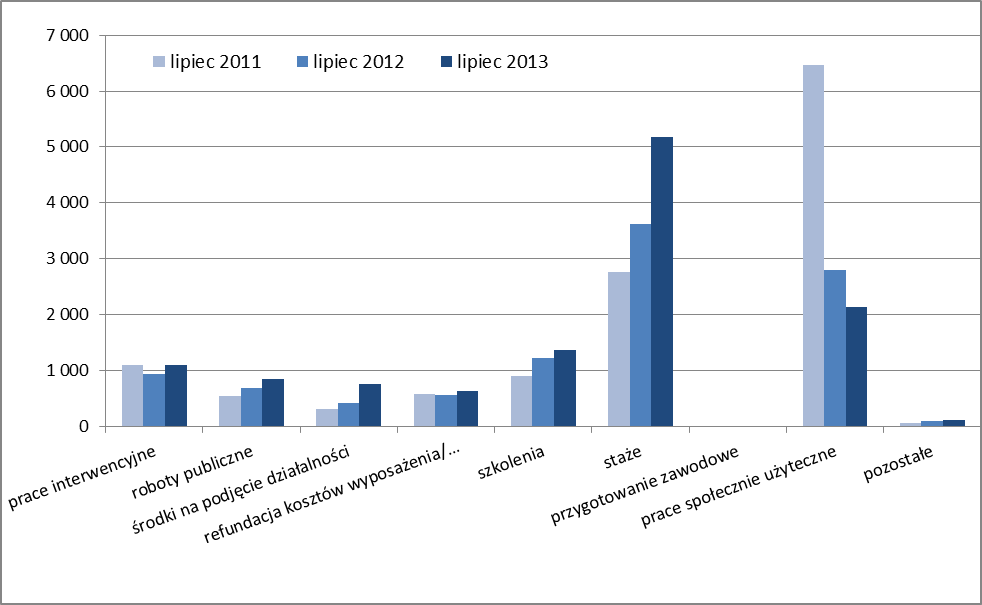 7 000
lipiec 2011 lipiec 2012 lipiec 2013
6 000
5 000
4 000
3 000
2 000
1 000
0
prace interwencyjne
roboty publiczne
środki na podjęcie działalności
refundacja kosztów wyposażenia/...
szkolenia
staże
przygotowanie zawodowe
prace społecznie użyteczne
pozostałe